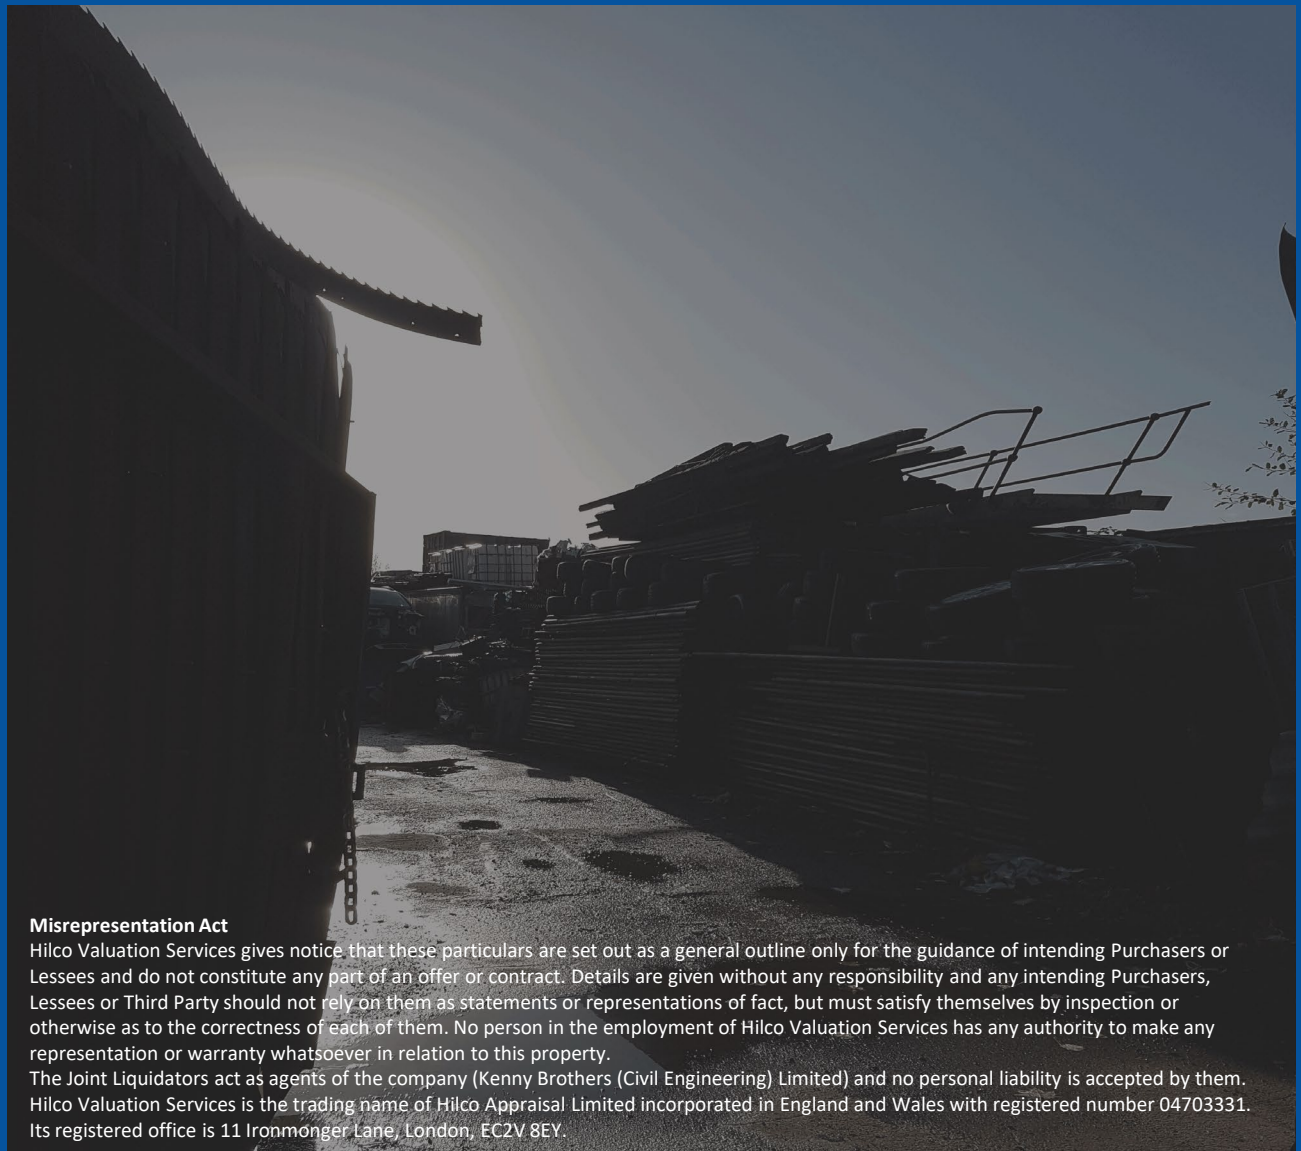 Misrepresentation Act
Hilco Valuation Services gives notice that these particulars are set out as a general outline only for the guidance of intending Purchasers or
Lessees and do not constitute any part of an offer or contract. Details are given without any responsibility and any intending Purchasers,
Lessees or Third Party should not rely on them as statements or representations of fact, but must satisfy themselves by inspection or
otherwise as to the correctness of each of them. No person in the employment of Hilco Valuation Services has any authority to make any
representation or warranty whatsoever in relation to this property.
The Joint Liquidators act as agents of the company (Kenny Brothers (Civil Engineering) Limited) and no personal liability is accepted by them.
Hilco Valuation Services is the trading name of Hilco Appraisal Limited incorporated in England and Wales with registered number 04703331.
Its registered office is 11 Ironmonger Lane, London, EC2V 8EY.